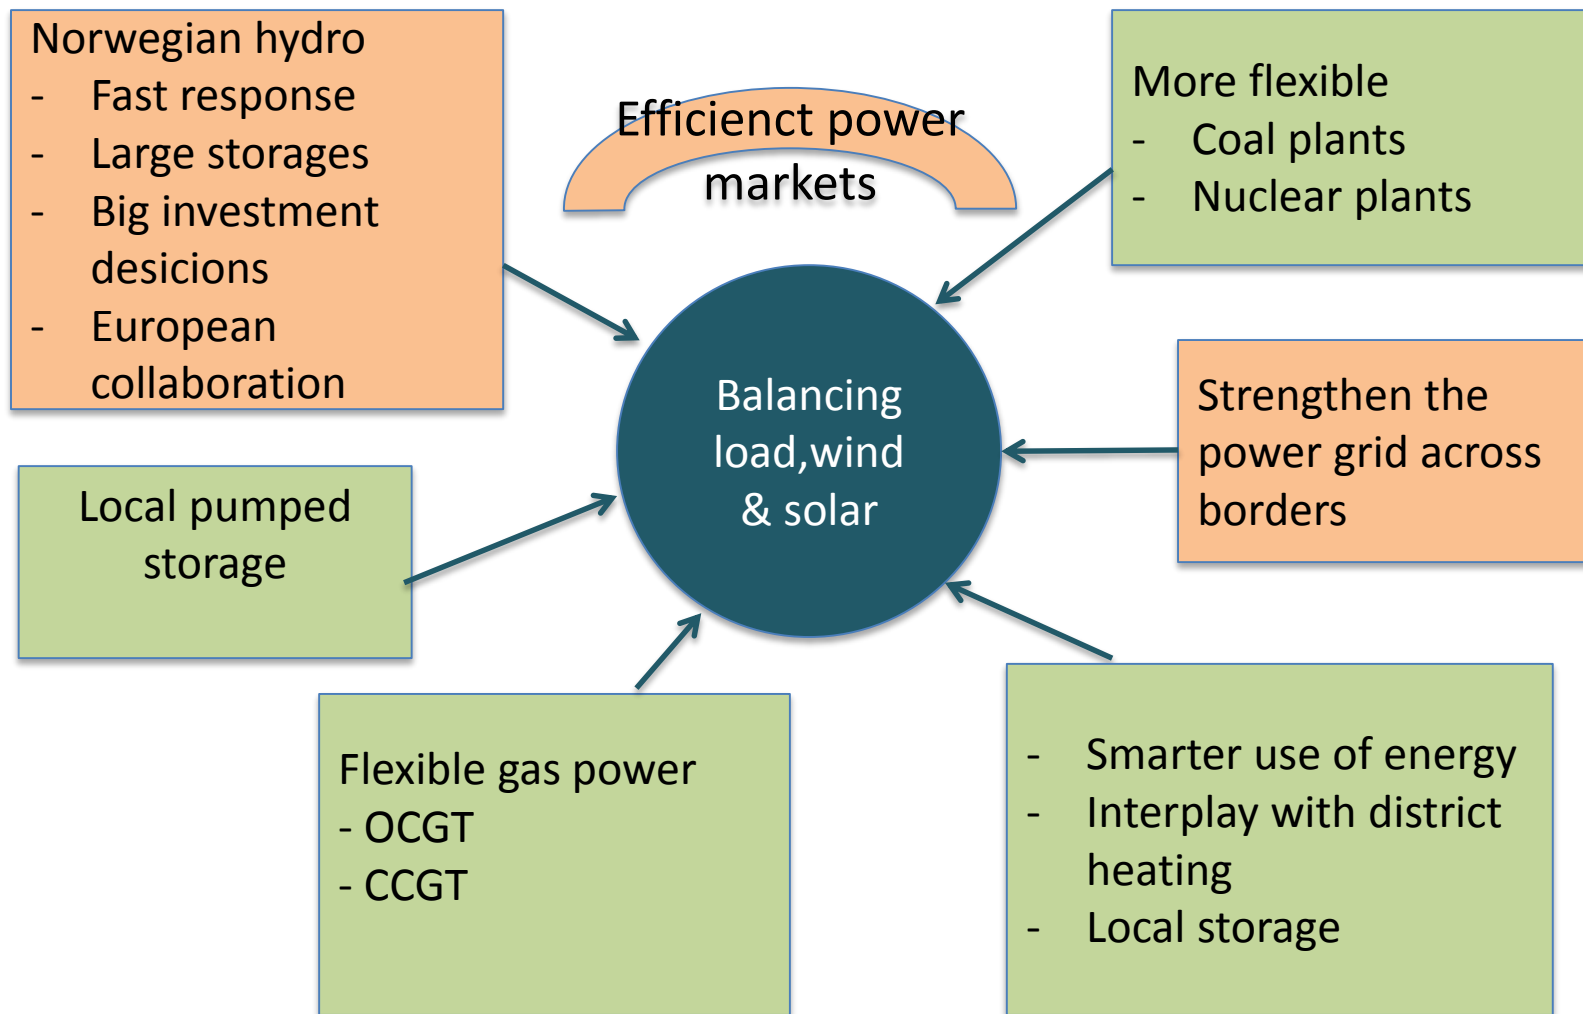 Norwegian hydro
- Fast response
- Large storages
- Big investment
desicions
- European
collaboration
Efficienct power
markets
More flexible
- Coal plants
- Nuclear plants
Balancing
load,wind
& solar
Strengthen the
power grid across
borders
Local pumped
storage
Flexible gas power
- OCGT
- CCGT
- Smarter use of energy
- Interplay with district
heating
- Local storage